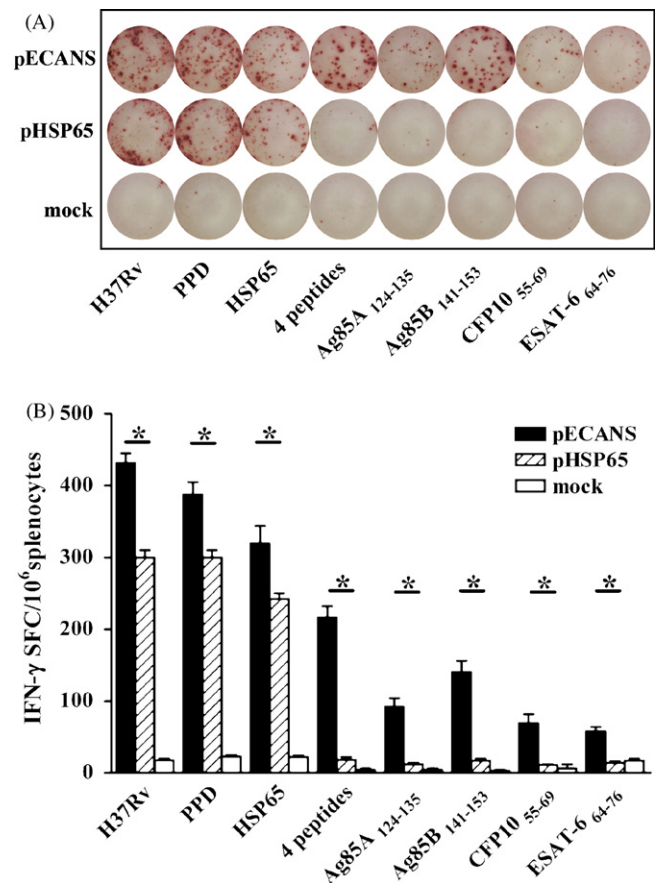 (A)
pECANS
pHSP65
mock
H37Rv
PPD
HSP65
4 peptides
Ag85A 124-135
Ag85B 141-153
CFP10 55-69
ESAT-6 64-76
(B)
500
400
300
200
100
0
IFN-γ SFC/10⁶ splenocytes
* * * * * * * *
pECANS
pHSP65
mock
H37Rv
PPD
HSP65
4 peptides
Ag85A 124-135
Ag85B 141-153
CFP10 55-69
ESAT-6 64-76